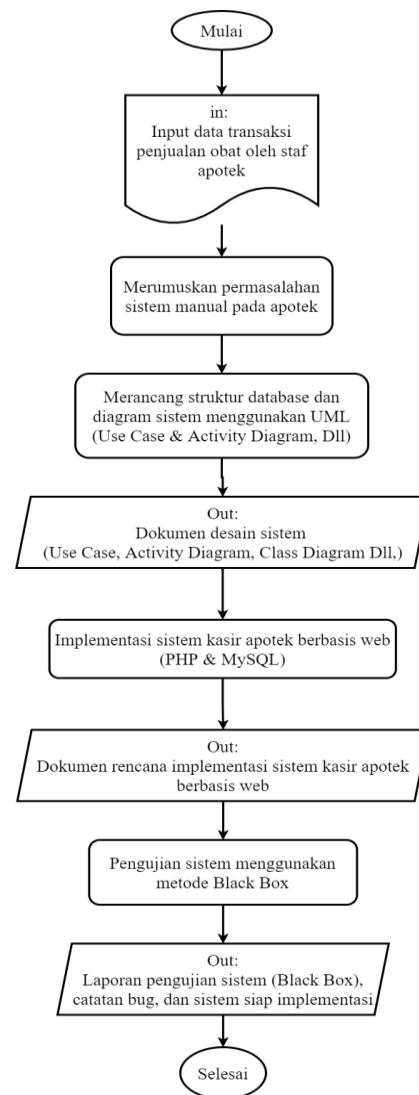 Mulai
in:
Input data transaksi
penjualan obat oleh staf
apotek
Merumuskan permasalahan
sistem manual pada apotek
Merancang struktur database dan
diagram sistem menggunakan UML
(Use Case & Activity Diagram, Dll)
Out:
Dokumen desain sistem
(Use Case, Activity Diagram, Class Diagram Dll,)
Implementasi sistem kasir apotek berbasis web
(PHP & MySQL)
Out:
Dokumen rencana implementasi sistem kasir apotek
berbasis web
Pengujian sistem menggunakan
metode Black Box
Out:
Laporan pengujian sistem (Black Box),
catatan bug, dan sistem siap implementasi
Selesai